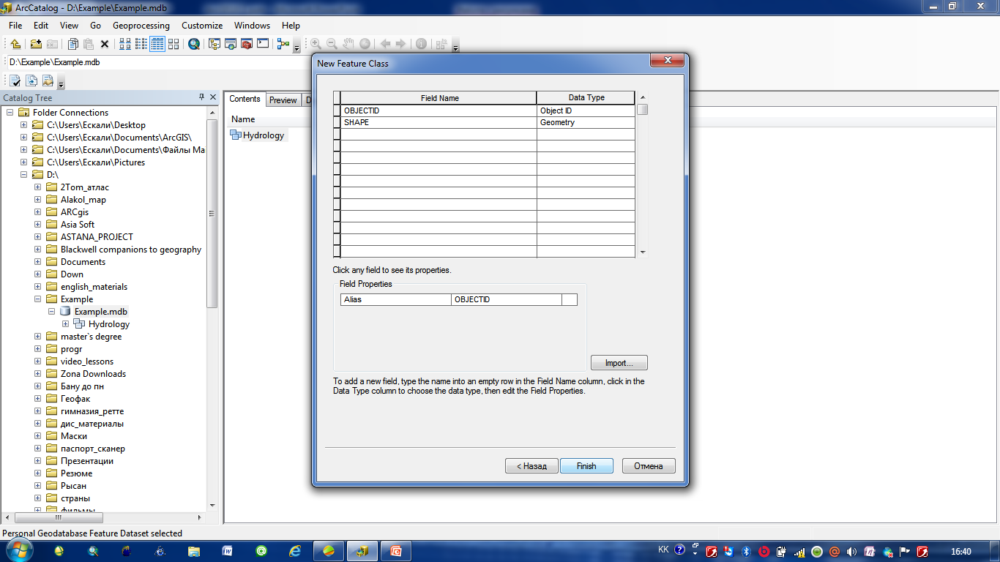 ArcCatalog - D:\Example\Example.mdb
File Edit View Go Geoprocessing Customize Windows Help
D:\Example\Example.mdb
Catalog Tree
Folder Connections
C:\Users\Ескали\Desktop
C:\Users\Ескали\Documents\ArcGIS\
C:\Users\Ескали\Documents\Файлы Ma
C:\Users\Ескали\Pictures
D:\
2Tom_атлас
Alakol_map
ARCgis
Asia Soft
ASTANA_PROJECT
Blackwell companions to geography
Documents
Down
english_materials
Example
Example.mdb
Hydrology
master`s degree
progr
video_lessons
Zona Downloads
Бану до пн
Геофак
гимназия_ретте
дис_материалы
Маски
паспорт_сканер
Презентации
Резюме
Рысан
страны
фильмы
Contents Preview D
Name
Hydrology
New Feature Class
Field Name Data Type
OBJECTID Object ID
SHAPE Geometry
Click any field to see its properties.
Field Properties
Alias OBJECTID
Import...
To add a new field, type the name into an empty row in the Field Name column, click in the
Data Type column to choose the data type, then edit the Field Properties.
< Назад Finish Отмена
Personal Geodatabase Feature Dataset selected
KK 16:40